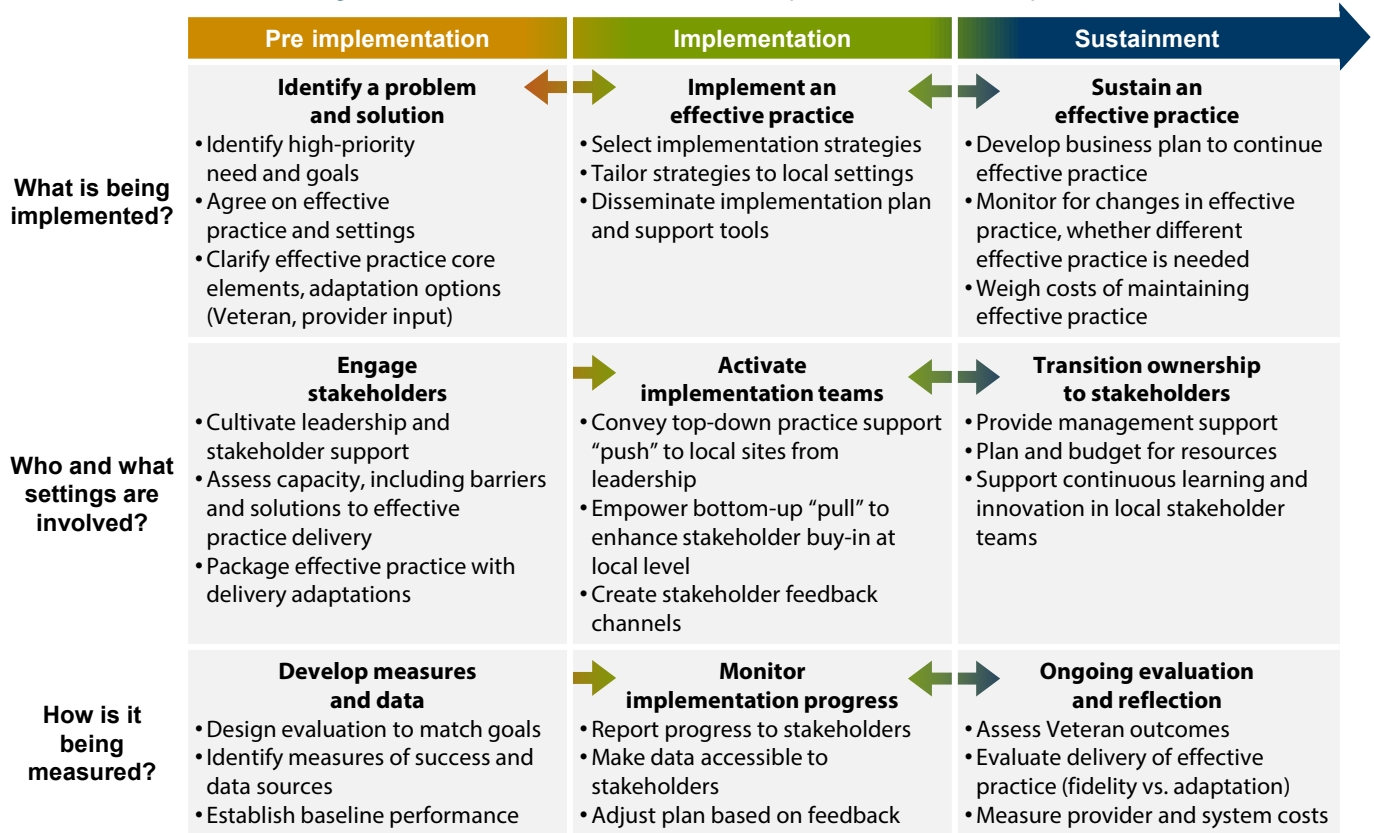 Pre implementation
Implementation
Sustainment
What is being
implemented?
Identify a problem
and solution
• Identify high-priority
need and goals
• Agree on effective
practice and settings
• Clarify effective practice core
elements, adaptation options
(Veteran, provider input)
Implement an
effective practice
• Select implementation strategies
• Tailor strategies to local settings
• Disseminate implementation plan
and support tools
Sustain an
effective practice
• Develop business plan to continue
effective practice
• Monitor for changes in effective
practice, whether different
effective practice is needed
• Weigh costs of maintaining
effective practice
Who and what
settings are
involved?
Engage
stakeholders
• Cultivate leadership and
stakeholder support
• Assess capacity, including barriers
and solutions to effective
practice delivery
• Package effective practice with
delivery adaptations
Activate
implementation teams
• Convey top-down practice support
“push” to local sites from
leadership
• Empower bottom-up “pull” to
enhance stakeholder buy-in at
local level
• Create stakeholder feedback
channels
Transition ownership
to stakeholders
• Provide management support
• Plan and budget for resources
• Support continuous learning and
innovation in local stakeholder
teams
How is it
being
measured?
Develop measures
and data
• Design evaluation to match goals
• Identify measures of success and
data sources
• Establish baseline performance
Monitor
implementation progress
• Report progress to stakeholders
• Make data accessible to
stakeholders
• Adjust plan based on feedback
Ongoing evaluation
and reflection
• Assess Veteran outcomes
• Evaluate delivery of effective
practice (fidelity vs. adaptation)
• Measure provider and system costs